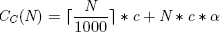 C_C(N) = ⌈N/1000⌉ * c + N * c * α